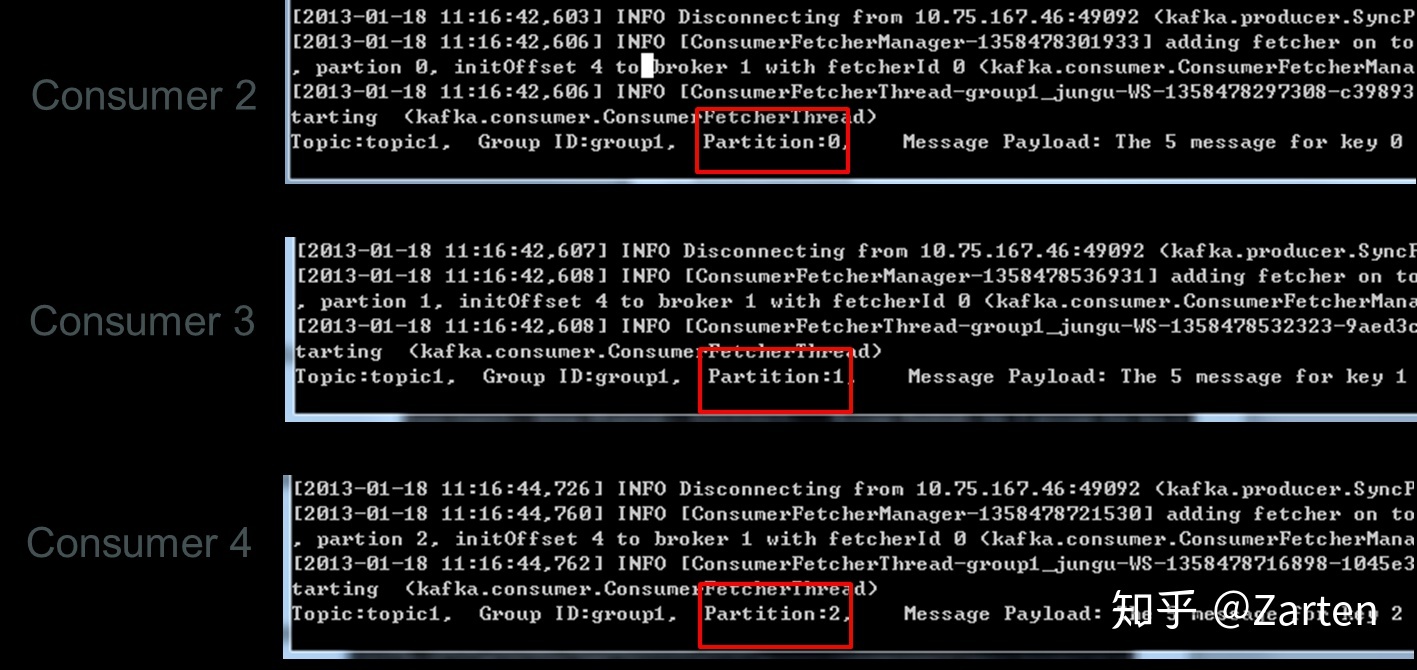 Consumer 2
[2013-01-18 11:16:42,603] INFO Disconnecting from 10.75.167.46:49092 (kafka.producer.SyncP
[2013-01-18 11:16:42,606] INFO [ConsumerFetcherManager-1358478301933] adding fetcher on to
, partion 0, initOffset 4 to broker 1 with fetcherId 0 (kafka.consumer.ConsumerFetcherMana
[2013-01-18 11:16:42,606] INFO [ConsumerFetcherThread-group1_jungu-WS-1358478297308-c39893
tarting (kafka.consumer.ConsumerFetcherThread)
Topic:topic1, Group ID:group1, Partition:0, Message Payload: The 5 message for key 0
Consumer 3
[2013-01-18 11:16:42,607] INFO Disconnecting from 10.75.167.46:49092 (kafka.producer.SyncP
[2013-01-18 11:16:42,608] INFO [ConsumerFetcherManager-1358478536931] adding fetcher on to
, partion 1, initOffset 4 to broker 1 with fetcherId 0 (kafka.consumer.ConsumerFetcherMana
[2013-01-18 11:16:42,608] INFO [ConsumerFetcherThread-group1_jungu-WS-1358478532323-9aed3c
tarting (kafka.consumer.ConsumerFetcherThread)
Topic:topic1, Group ID:group1, Partition:1, Message Payload: The 5 message for key 1
Consumer 4
[2013-01-18 11:16:44,726] INFO Disconnecting from 10.75.167.46:49092 (kafka.producer.SyncP
[2013-01-18 11:16:44,760] INFO [ConsumerFetcherManager-1358478721530] adding fetcher on to
, partion 2, initOffset 4 to broker 1 with fetcherId 0 (kafka.consumer.ConsumerFetcherMana
[2013-01-18 11:16:44,762] INFO [ConsumerFetcherThread-group1_jungu-WS-1358478716898-1045e3
tarting (kafka.consumer.ConsumerFetcherThread)
Topic:topic1, Group ID:group1, Partition:2, Message Payload: The 5 message for key 2
知乎 @Zarten